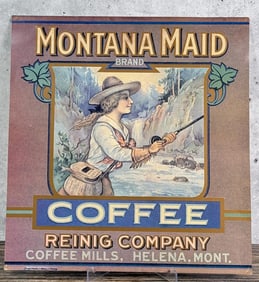 MONTANA MAID
BRAND
COFFEE
REINIG COMPANY
COFFEE MILLS, HELENA, MONT.